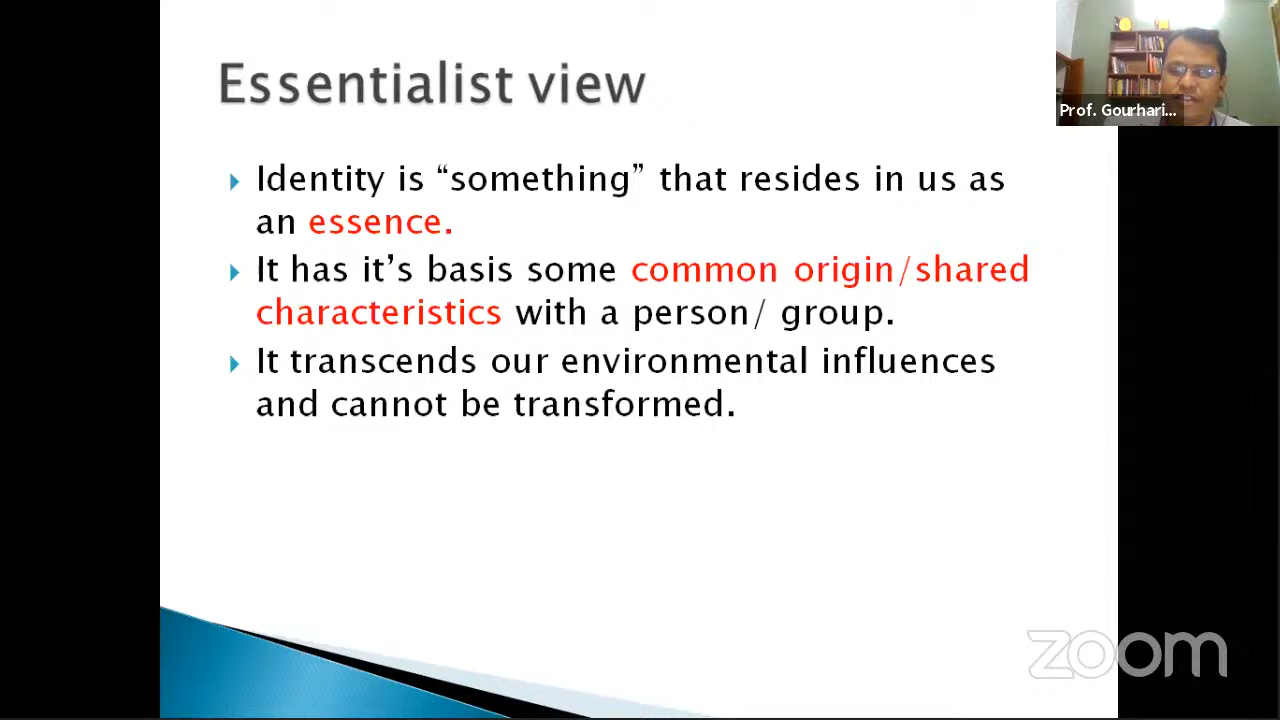 Essentialist view
Identity is “something” that resides in us as
an essence.
It has it’s basis some common origin/shared
characteristics with a person/ group.
It transcends our environmental influences
and cannot be transformed.
Prof. Gourhari...
zoom